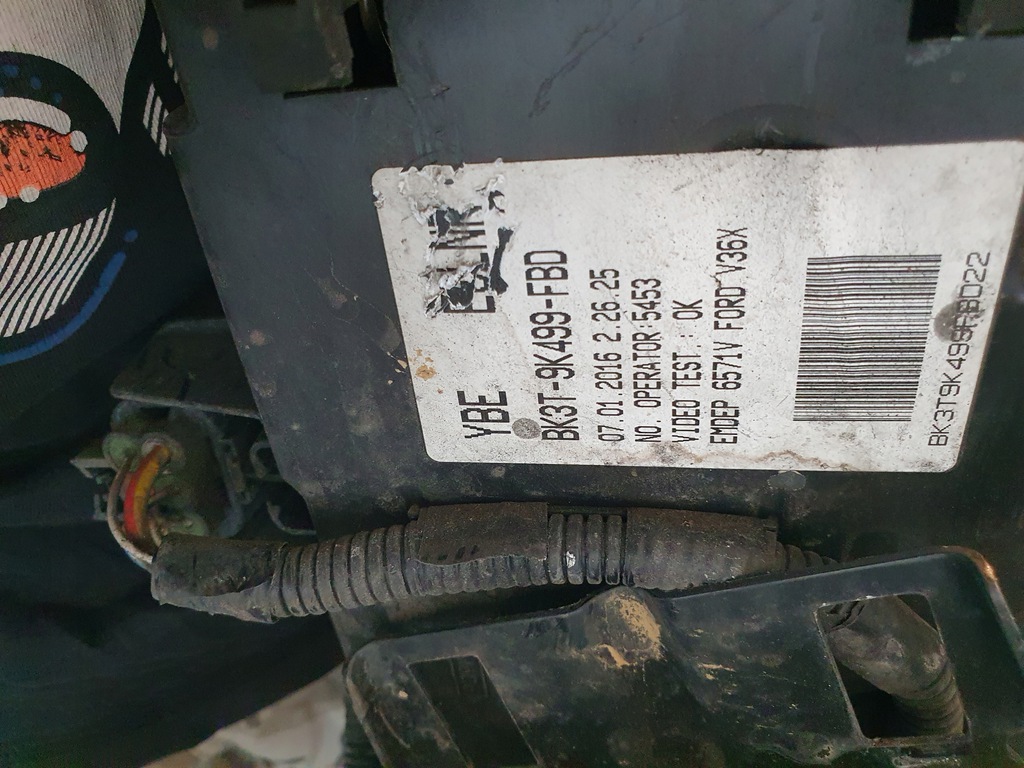 YBE
BK3T-9K499-FBD
07.01.2016 2.26.25
NO. OPERATOR:5453
VIDEO TEST : OK
EMDEP 6571V FORD V36X
BK3T9K499FBD22